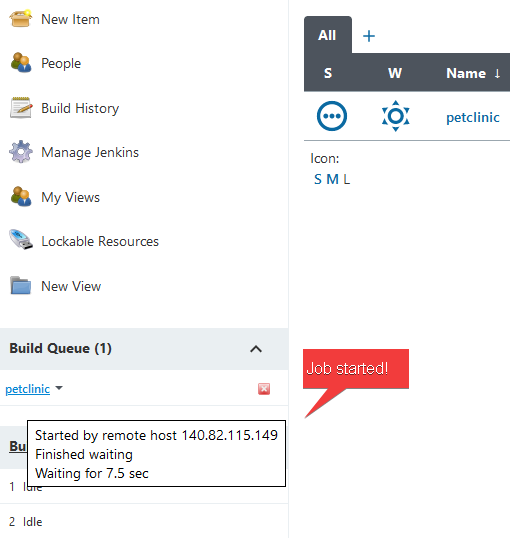 New Item
People
Build History
Manage Jenkins
My Views
Lockable Resources
New View
Build Queue (1)
petclinic
Started by remote host 140.82.115.149
Finished waiting
Waiting for 7.5 sec
Bu
1 Idle
2 Idle
All +
S W Name ↓
petclinic
Icon:
S M L
Job started!